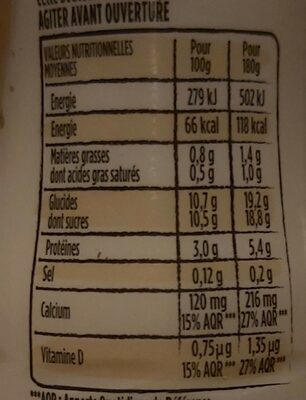 AGITER AVANT OUVERTURE
VALEURS NUTRITIONNELLES MOYENNES Pour 100g Pour 180g
Energie 279 kJ 502 kJ
Energie 66 kcal 118 kcal
Matières grasses 0,8 g 1,4 g
dont acides gras saturés 0,5 g 1,0 g
Glucides 10,7 g 19,2 g
dont sucres 10,5 g 18,8 g
Protéines 3,0 g 5,4 g
Sel 0,12 g 0,2 g
Calcium 120 mg 216 mg
15% AQR*** 27% AQR***
Vitamine D 0,75 µg 1,35 µg
15% AQR*** 27% AQR***